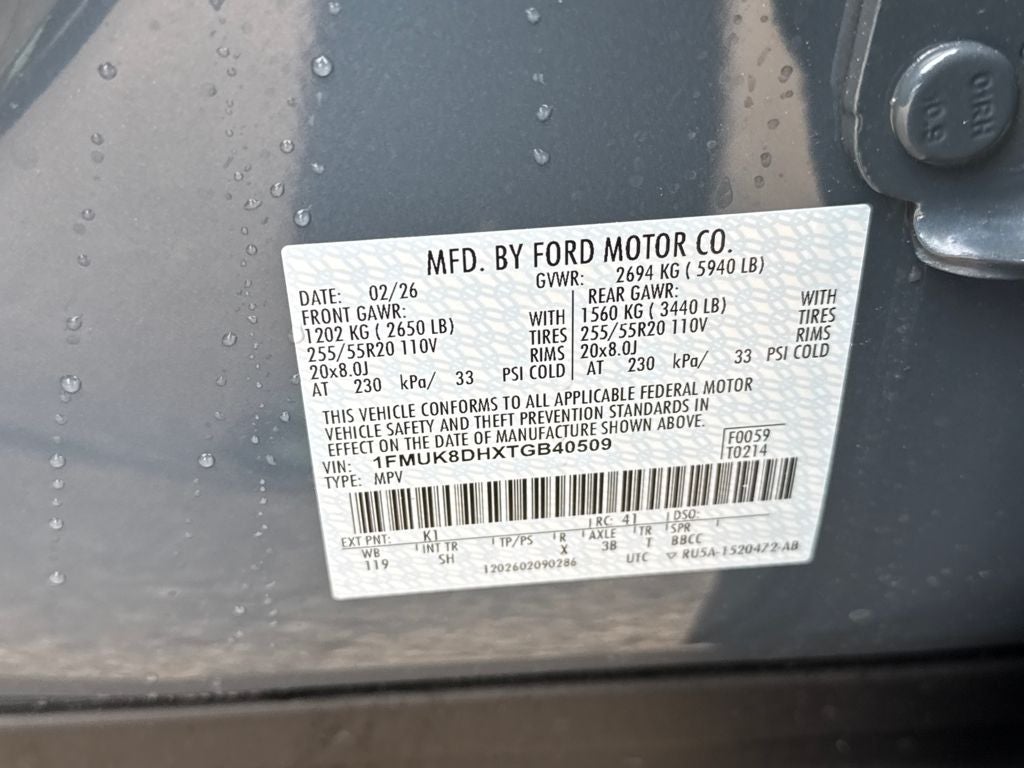 04RH
10.9
MFD. BY FORD MOTOR CO.
DATE: 02/26 GVWR: 2694 KG ( 5940 LB)
FRONT GAWR: REAR GAWR:
1202 KG ( 2650 LB) WITH 1560 KG ( 3440 LB) WITH
255/55R20 110V TIRES 255/55R20 110V TIRES
20x8.0J RIMS 20x8.0J RIMS
AT 230 kPa/ 33 PSI COLD AT 230 kPa/ 33 PSI COLD
THIS VEHICLE CONFORMS TO ALL APPLICABLE FEDERAL MOTOR
VEHICLE SAFETY AND THEFT PREVENTION STANDARDS IN
EFFECT ON THE DATE OF MANUFACTURE SHOWN ABOVE.
VIN: 1FMUK8DHXTGB40509 F0059
TYPE: MPV T0214
EXT PNT: K1 RC: 41 DSO:
WB INT TR TP/PS R AXLE TR SPR
119 SH X 3B T BBCC
1202602090286 UTC RU5A-1520472-AB